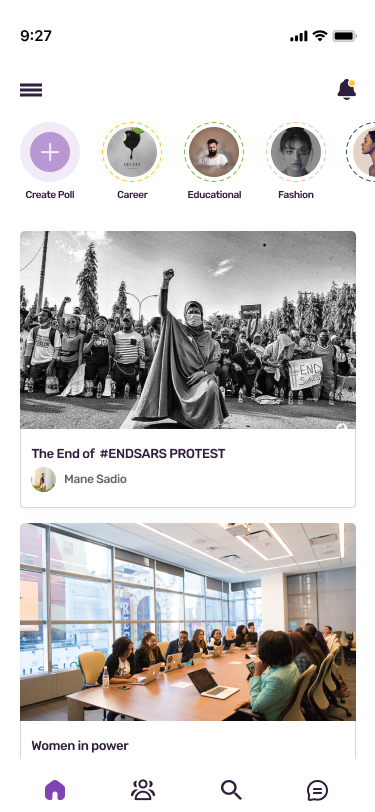 9:27
Create Poll
Career
Educational
Fashion
#END
SARS
The End of #ENDSARS PROTEST
Mane Sadio
Women in power